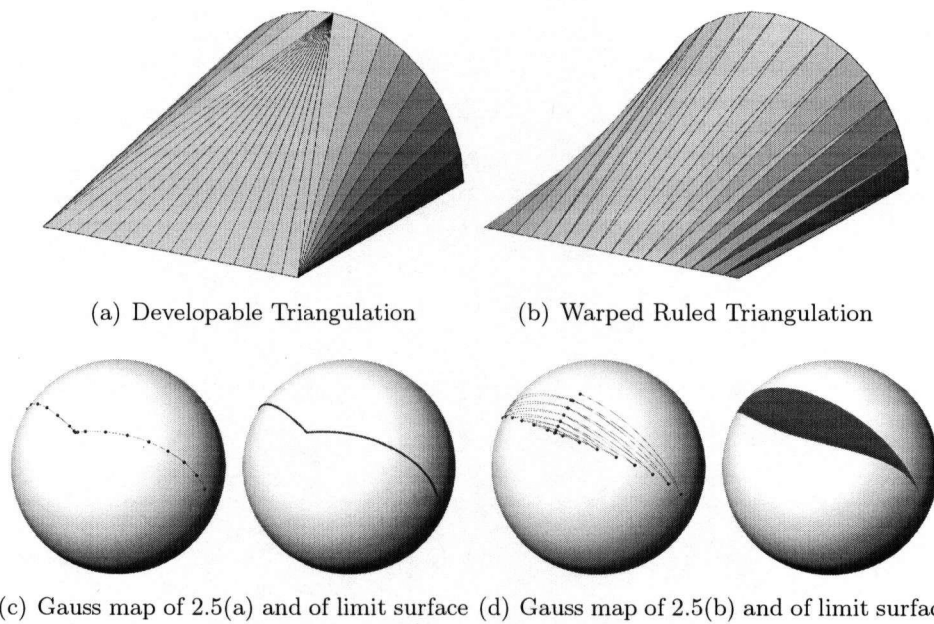 (a) Developable Triangulation
(b) Warped Ruled Triangulation
(c) Gauss map of 2.5(a) and of limit surface
(d) Gauss map of 2.5(b) and of limit surfac